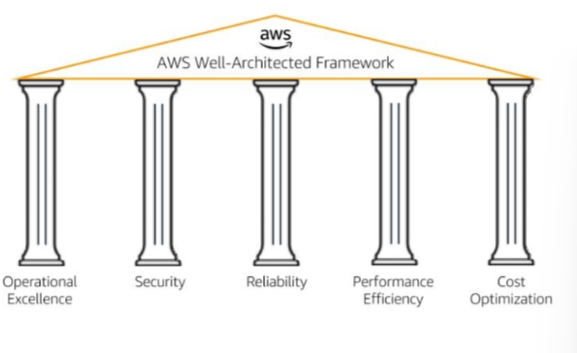 aws
AWS Well-Architected Framework
Operational
Excellence
Security
Reliability
Performance
Efficiency
Cost
Optimization